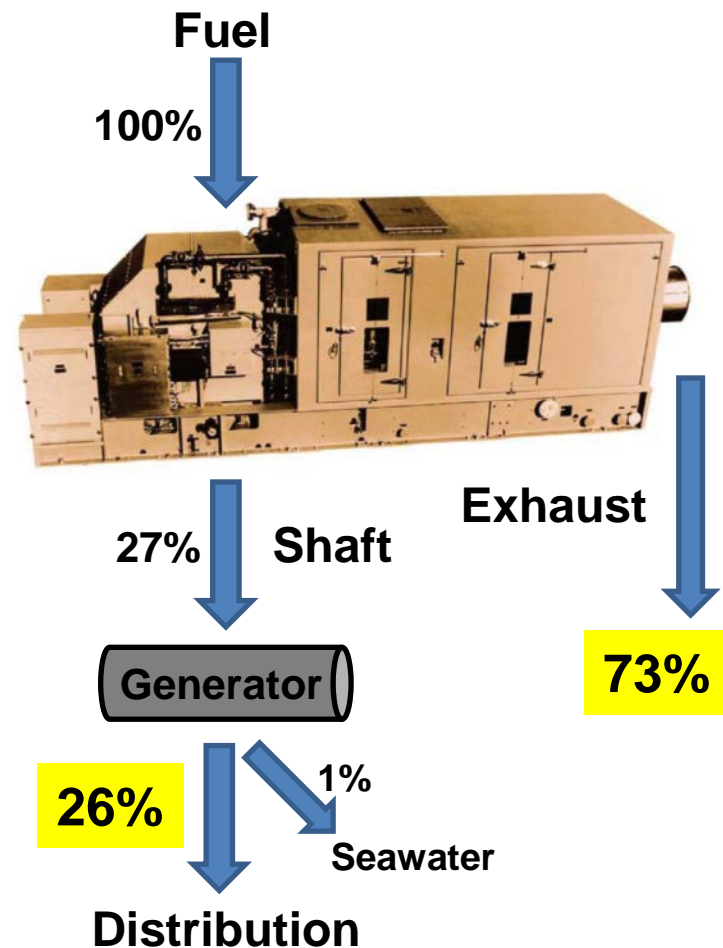 Fuel
100%
27%
Shaft
Exhaust
Generator
73%
26%
1%
Seawater
Distribution